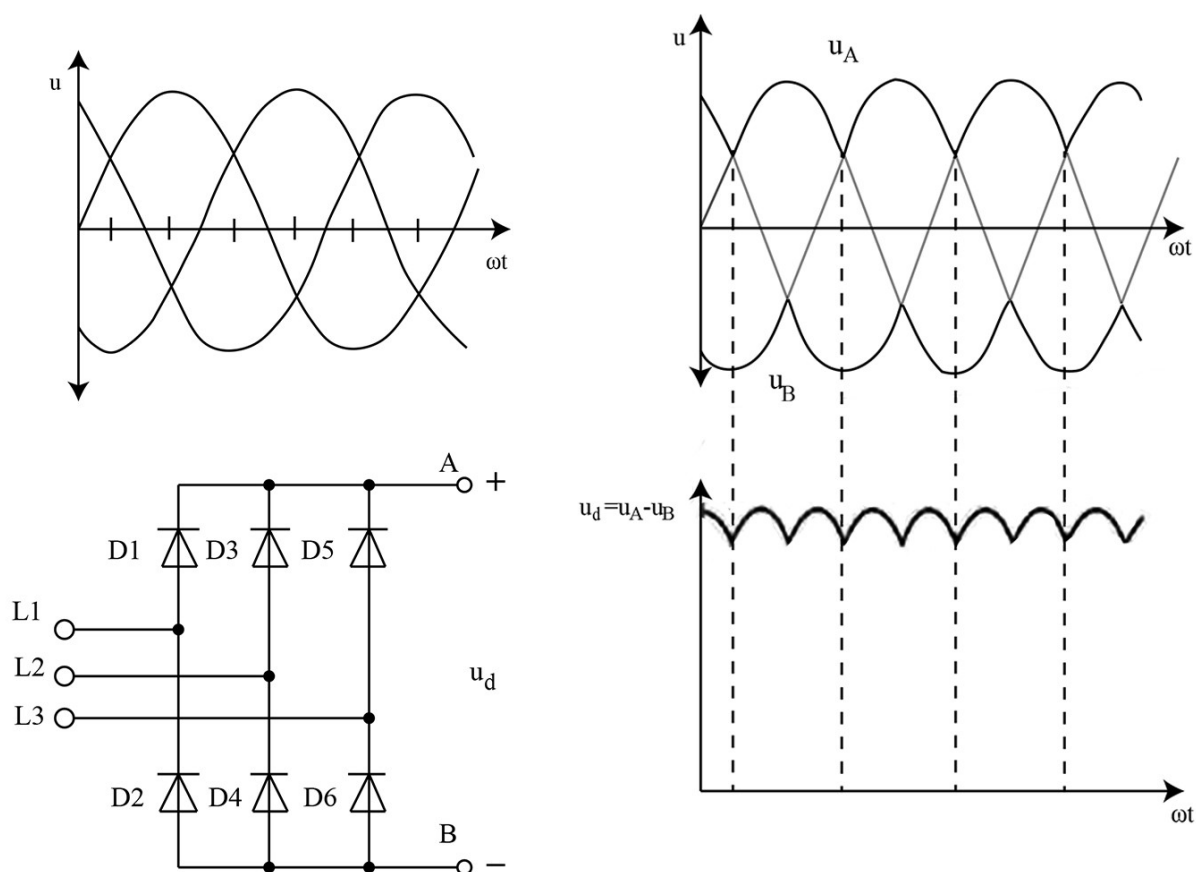 u
ωt
u
u_A
ωt
u_B
A
+
D1
D3
D5
L1
L2
L3
u_d
D2
D4
D6
B
−
u_d=u_A-u_B
ωt